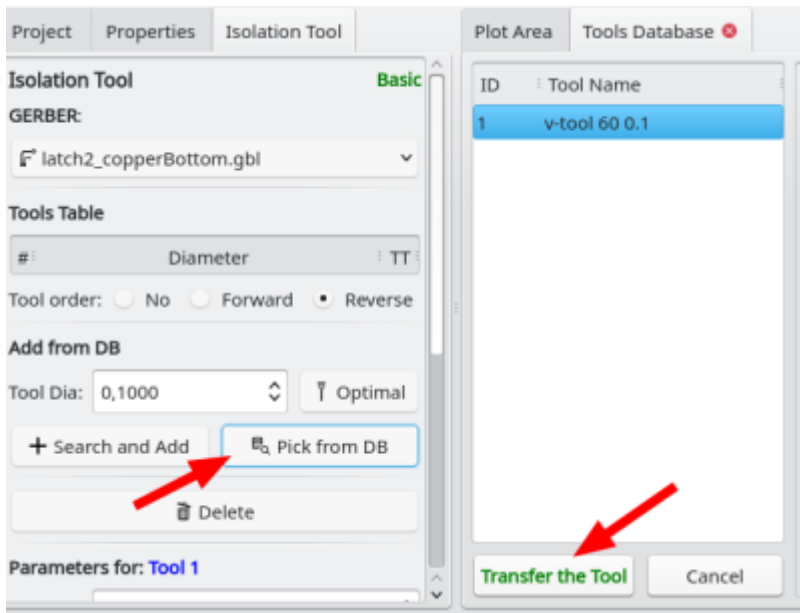 Project Properties Isolation Tool
Isolation Tool Basic
GERBER:
latch2_copperBottom.gbl
Tools Table
# Diameter TT
Tool order: No Forward Reverse
Add from DB
Tool Dia: 0,1000 Optimal
Search and Add Pick from DB
Delete
Parameters for: Tool 1
Plot Area Tools Database
ID Tool Name
1 v-tool 60 0.1
Transfer the Tool Cancel